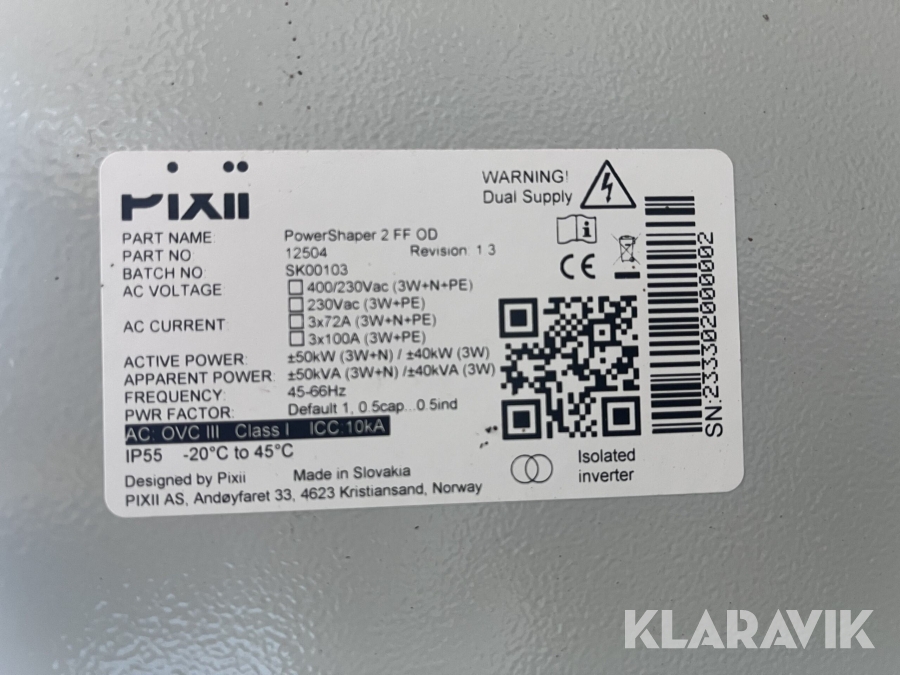 Pixii
PART NAME: PowerShaper 2 FF OD
PART NO: 12504 Revision: 1.3
BATCH NO: SK00103
AC VOLTAGE: 400/230Vac (3W+N+PE)
230Vac (3W+PE)
AC CURRENT: 3x72A (3W+N+PE)
3x100A (3W+PE)
ACTIVE POWER: ±50kW (3W+N) / ±40kW (3W)
APPARENT POWER: ±50kVA (3W+N) /±40kVA (3W)
FREQUENCY: 45-66Hz
PWR FACTOR: Default 1, 0.5cap...0.5ind
AC: OVC III Class I ICC:10kA
IP55 -20°C to 45°C
Designed by Pixii Made in Slovakia
PIXII AS, Andøyfaret 33, 4623 Kristiansand, Norway
WARNING!
Dual Supply
i
CE
Isolated
inverter
SN:233302000002
KLARAVIK